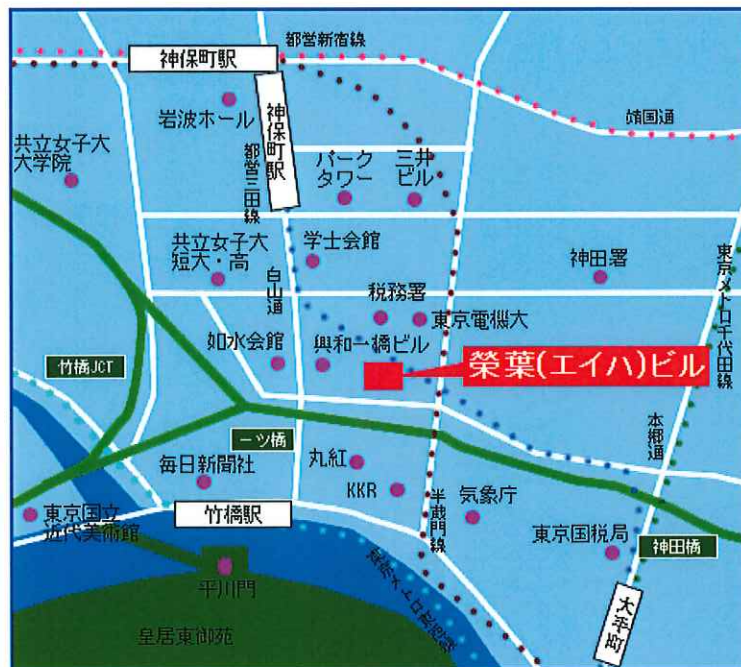 都営新宿線
神保町駅
靖国通
岩波ホール
神保町駅
共立女子大
大学院
都営三田線
パーク
タワー
三井
ビル
共立女子大
短大・高
学士会館
白山通
神田署
東京メトロ千代田線
税務署
東京電機大
如水会館
興和一橋ビル
榮葉(エイハ)ビル
竹橋JCT
本郷通
一ツ橋
丸紅
毎日新聞社
KKR
半蔵門線
気象庁
東京国立
近代美術館
竹橋駅
東京国税局
神田橋
平川門
東京メトロ東西線
大手町
皇居東御苑